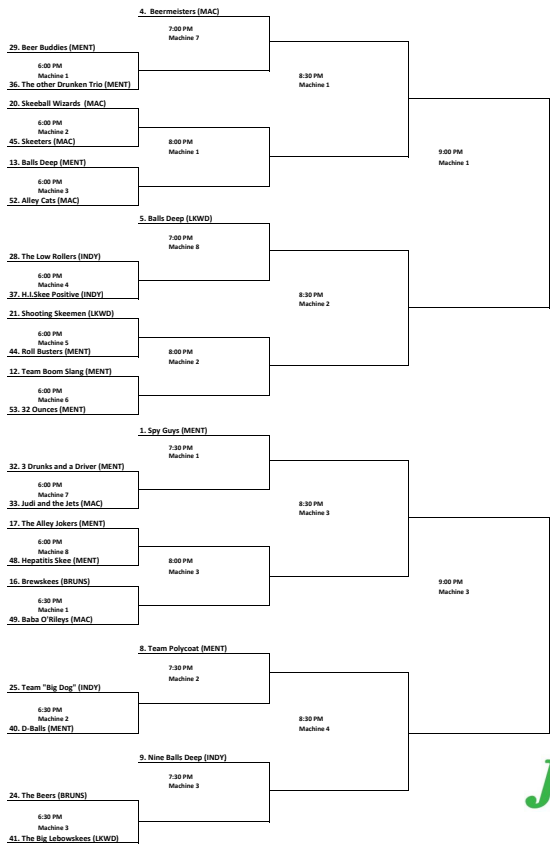 4. Beermeisters (MAC)
7:00 PM
Machine 7
29. Beer Buddies (MENT)
6:00 PM
Machine 1
36. The other Drunken Trio (MENT)
8:30 PM
Machine 1
20. Skeeball Wizards (MAC)
6:00 PM
Machine 2
45. Skeeters (MAC)
8:00 PM
Machine 1
9:00 PM
Machine 1
13. Balls Deep (MENT)
6:00 PM
Machine 3
52. Alley Cats (MAC)
5. Balls Deep (LKWD)
7:00 PM
Machine 8
28. The Low Rollers (INDY)
6:00 PM
Machine 4
37. H.I.Skee Positive (INDY)
8:30 PM
Machine 2
21. Shooting Skeemen (LKWD)
6:00 PM
Machine 5
44. Roll Busters (MENT)
8:00 PM
Machine 2
12. Team Boom Slang (MENT)
6:00 PM
Machine 6
53. 32 Ounces (MENT)
1. Spy Guys (MENT)
7:30 PM
Machine 1
32. 3 Drunks and a Driver (MENT)
6:00 PM
Machine 7
33. Judi and the Jets (MAC)
8:30 PM
Machine 3
17. The Alley Jokers (MENT)
6:00 PM
Machine 8
48. Hepatitis Skee (MENT)
8:00 PM
Machine 3
9:00 PM
Machine 3
16. Brewskees (BRUNS)
6:30 PM
Machine 1
49. Baba O'Rileys (MAC)
8. Team Polycoat (MENT)
7:30 PM
Machine 2
25. Team "Big Dog" (INDY)
6:30 PM
Machine 2
40. D-Balls (MENT)
8:30 PM
Machine 4
9. Nine Balls Deep (INDY)
7:30 PM
Machine 3
24. The Beers (BRUNS)
6:30 PM
Machine 3
41. The Big Lebowskees (LKWD)